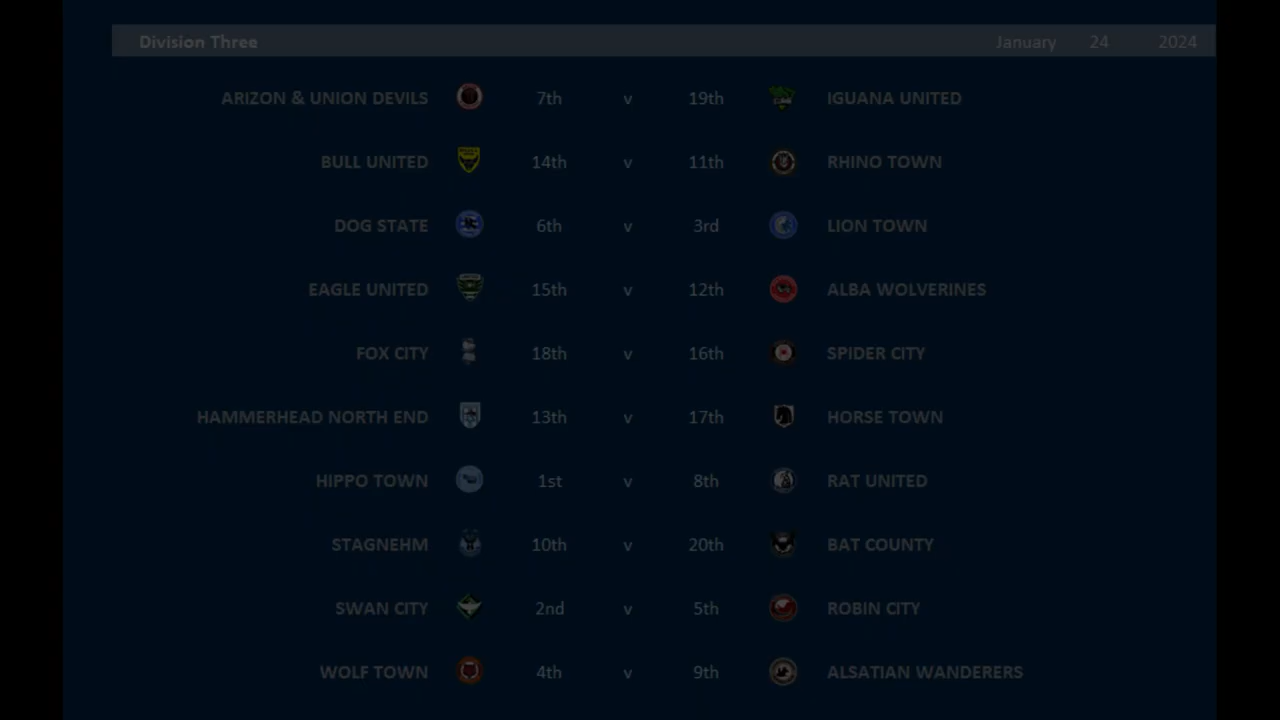 Division Three January 24 2024
ARIZON & UNION DEVILS 7th v 19th IGUANA UNITED
BULL UNITED 14th v 11th RHINO TOWN
DOG STATE 6th v 3rd LION TOWN
EAGLE UNITED 15th v 12th ALBA WOLVERINES
FOX CITY 18th v 16th SPIDER CITY
HAMMERHEAD NORTH END 13th v 17th HORSE TOWN
HIPPO TOWN 1st v 8th RAT UNITED
STAGNEHM 10th v 20th BAT COUNTY
SWAN CITY 2nd v 5th ROBIN CITY
WOLF TOWN 4th v 9th ALSATIAN WANDERERS